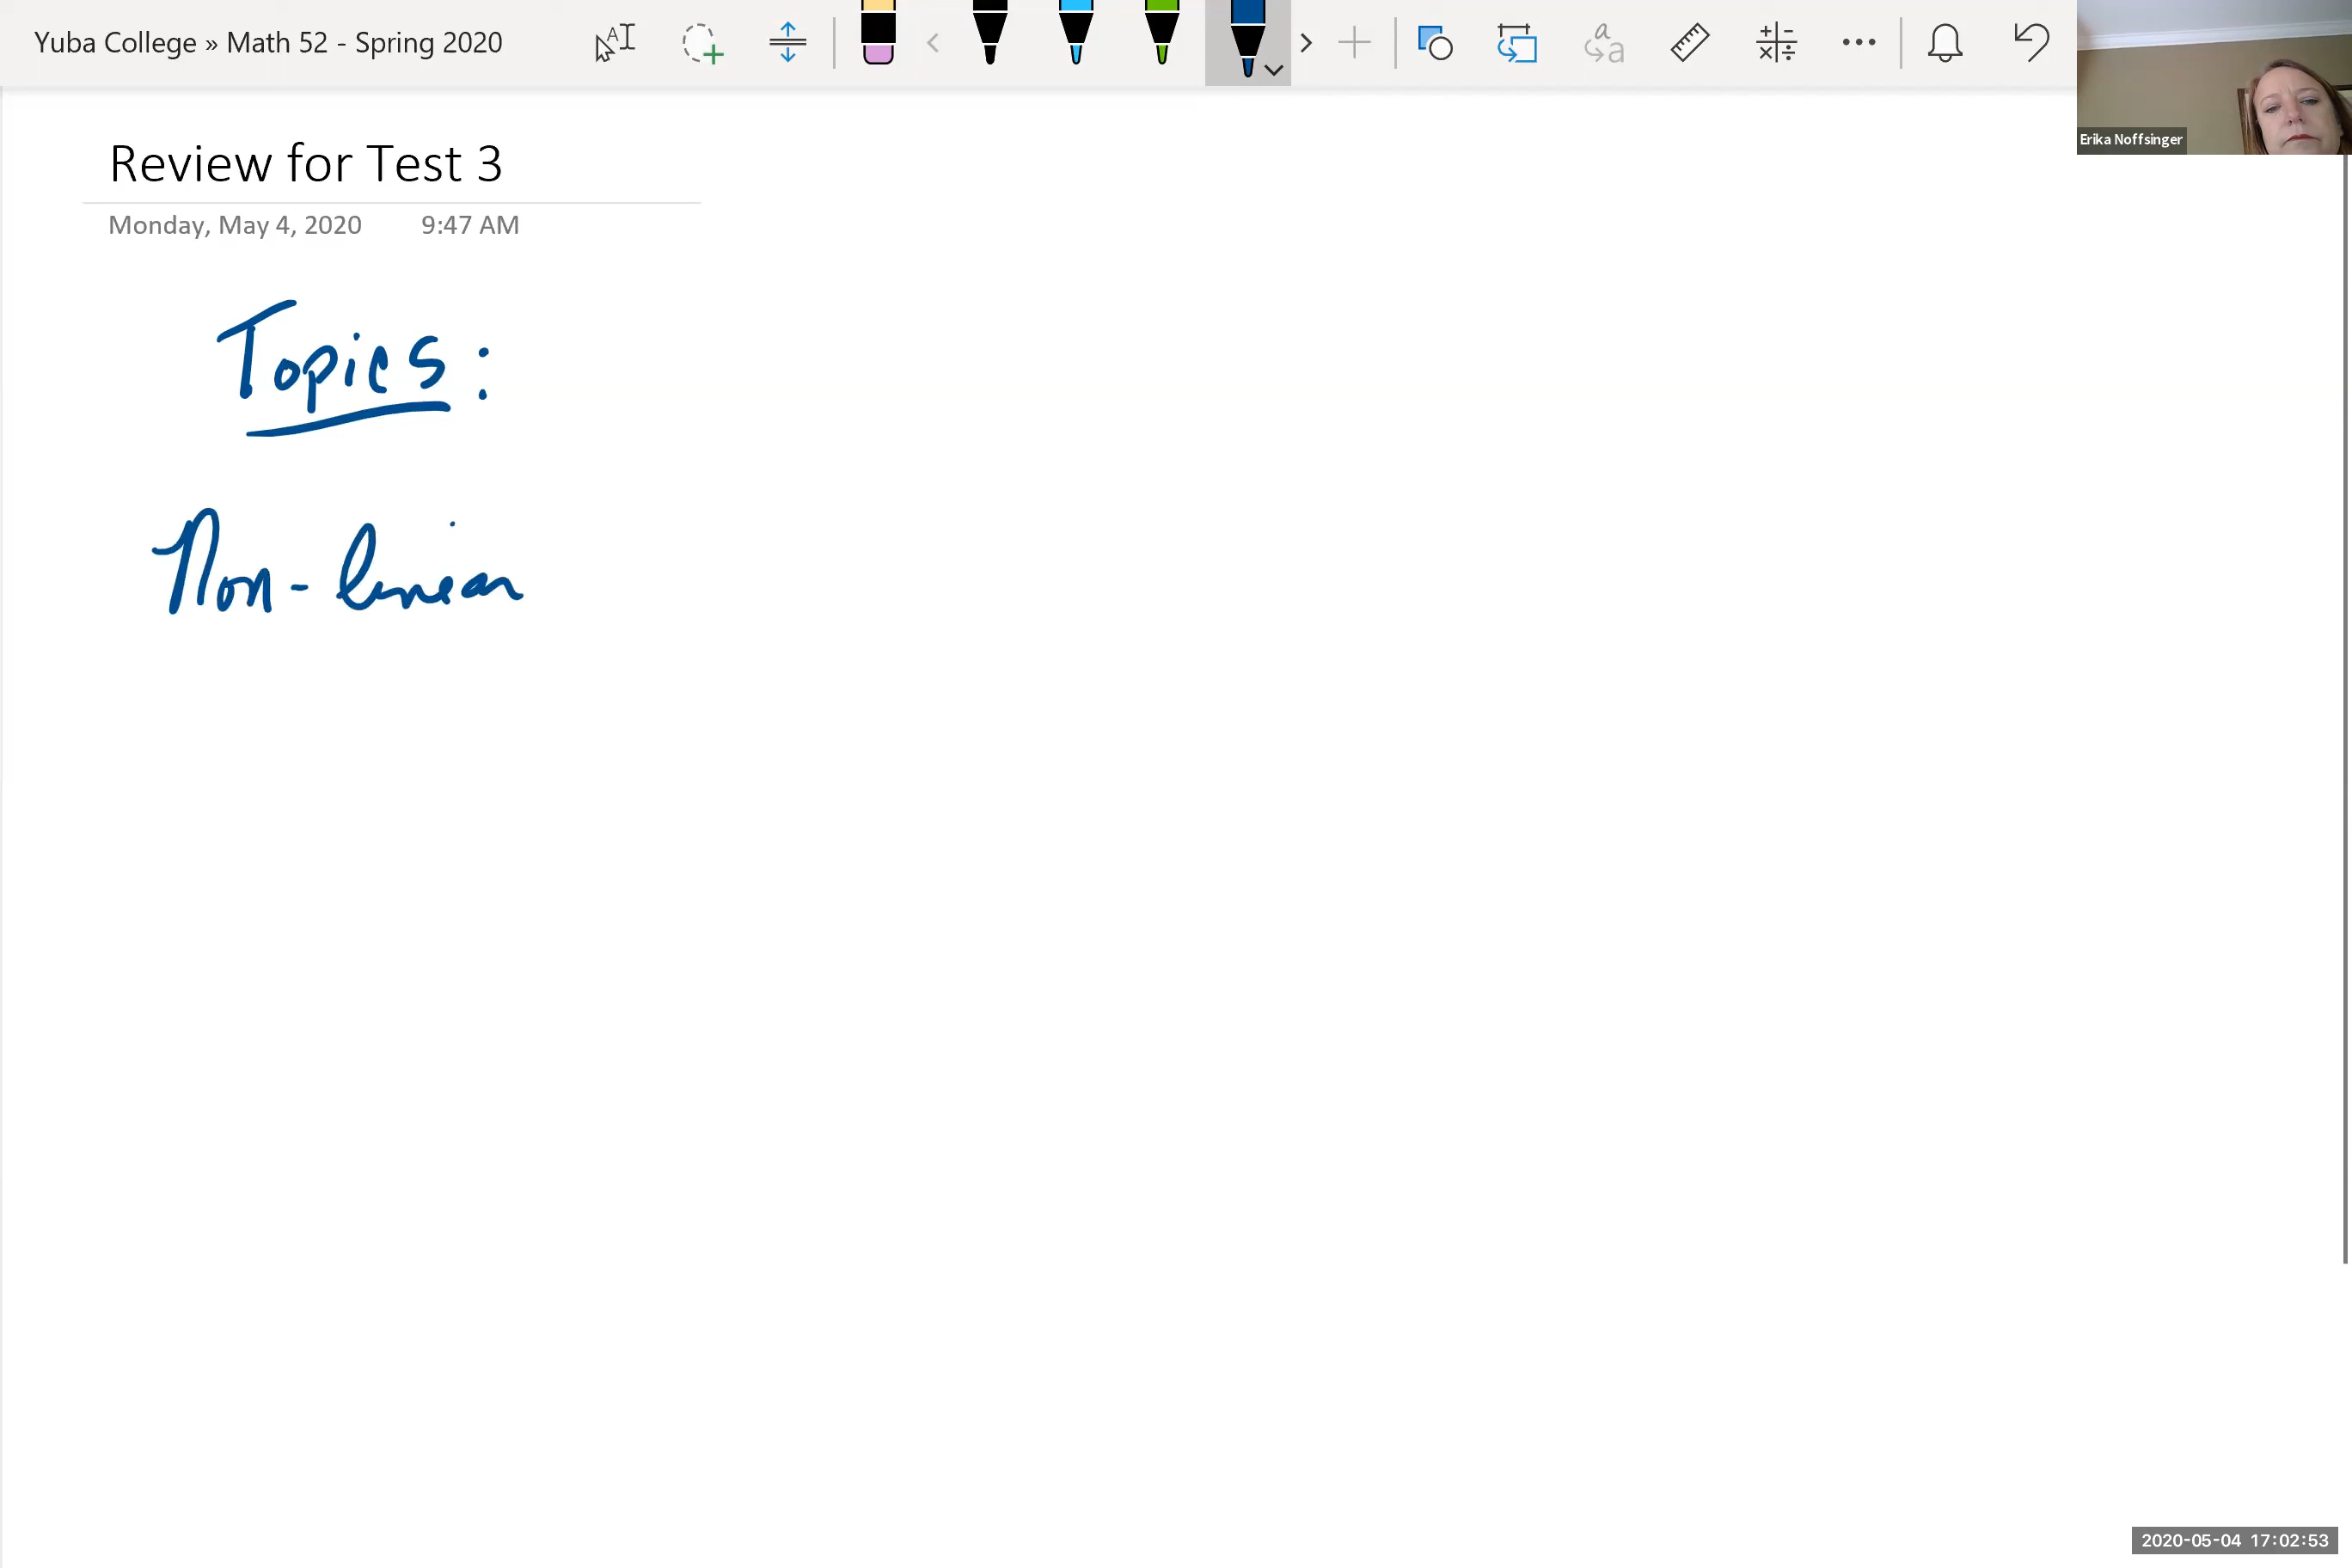 Yuba College » Math 52 - Spring 2020
Erika Noffsinger
Review for Test 3
Monday, May 4, 2020 9:47 AM
Topics:
Non-linear
2020-05-04 17:02:53